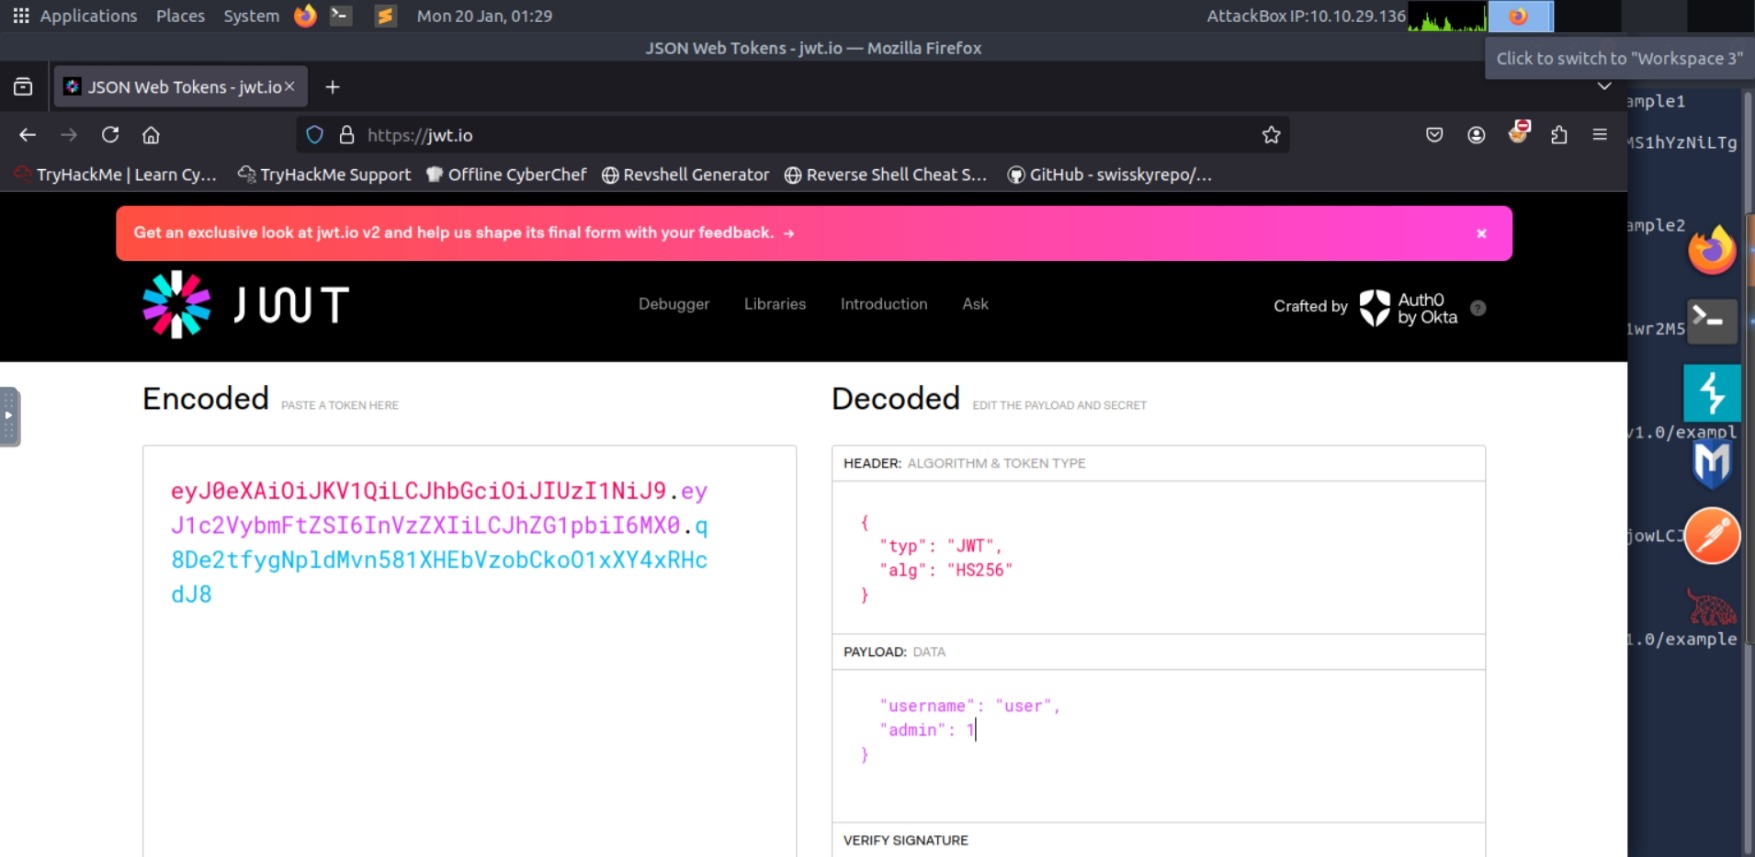 Applications Places System Mon 20 Jan, 01:29 AttackBox IP:10.10.29.136
JSON Web Tokens - jwt.io — Mozilla Firefox
Click to switch to "Workspace 3"
JSON Web Tokens - jwt.io
https://jwt.io
TryHackMe | Learn Cy... TryHackMe Support Offline CyberChef Revshell Generator Reverse Shell Cheat S... GitHub - swisskyrepo/...
Get an exclusive look at jwt.io v2 and help us shape its final form with your feedback. →
JWT
Debugger Libraries Introduction Ask
Crafted by Auth0 by Okta
Encoded PASTE A TOKEN HERE
eyJ0eXAiOiJKV1QiLCJhbGciOiJIUzI1NiJ9.ey
J1c2VybmFtZSI6InVzZXIiLCJhZG1pbiI6MX0.q
8De2tfygNpldMvn581XHEbVzobCkoO1xXY4xRHc
dJ8
Decoded EDIT THE PAYLOAD AND SECRET
HEADER: ALGORITHM & TOKEN TYPE
{
"typ": "JWT",
"alg": "HS256"
}
PAYLOAD: DATA
"username": "user",
"admin": 1
}
VERIFY SIGNATURE
ample1
MS1hYzNiLTg
ample2
1wr2M5
v1.0/exampl
jowLCJ
1.0/example